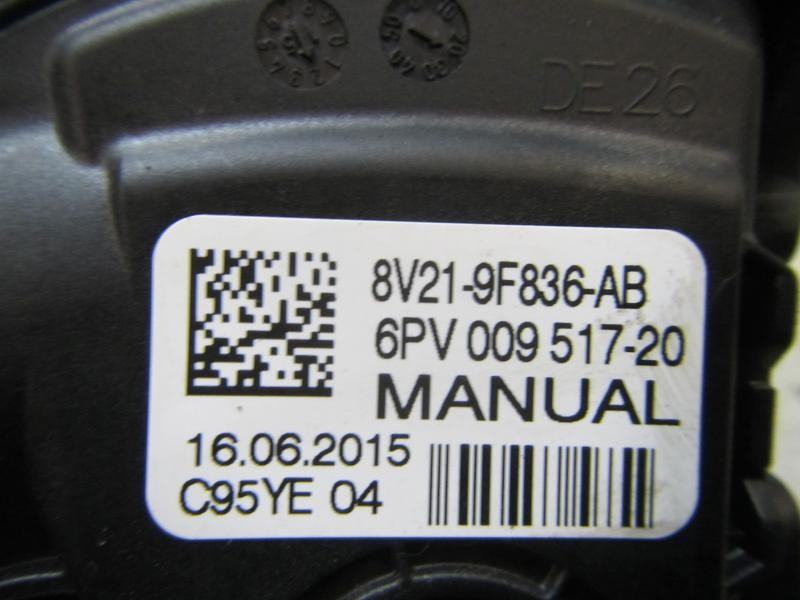 DE26
8V21-9F836-AB
6PV 009 517-20
MANUAL
16.06.2015
C95YE 04